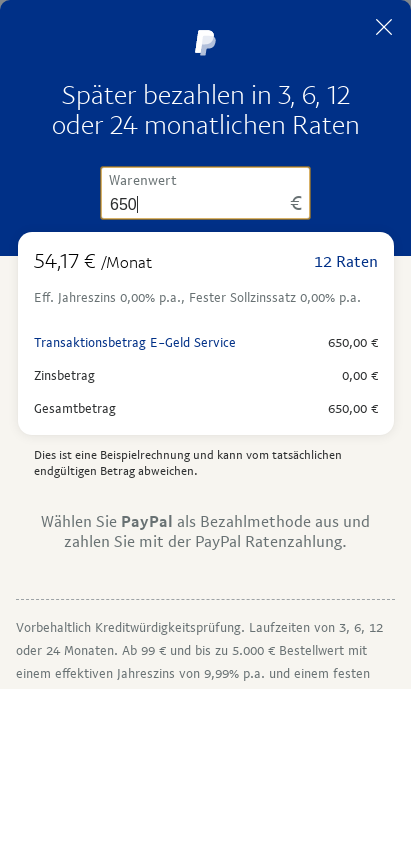 Später bezahlen in 3, 6, 12
oder 24 monatlichen Raten
Warenwert
650 €
54,17 € /Monat 12 Raten
Eff. Jahreszins 0,00% p.a., Fester Sollzinssatz 0,00% p.a.
Transaktionsbetrag E-Geld Service 650,00 €
Zinsbetrag 0,00 €
Gesamtbetrag 650,00 €
Dies ist eine Beispielrechnung und kann vom tatsächlichen
endgültigen Betrag abweichen.
Wählen Sie PayPal als Bezahlmethode aus und
zahlen Sie mit der PayPal Ratenzahlung.
Vorbehaltlich Kreditwürdigkeitsprüfung. Laufzeiten von 3, 6, 12
oder 24 Monaten. Ab 99 € und bis zu 5.000 € Bestellwert mit
einem effektiven Jahreszins von 9,99% p.a. und einem festen